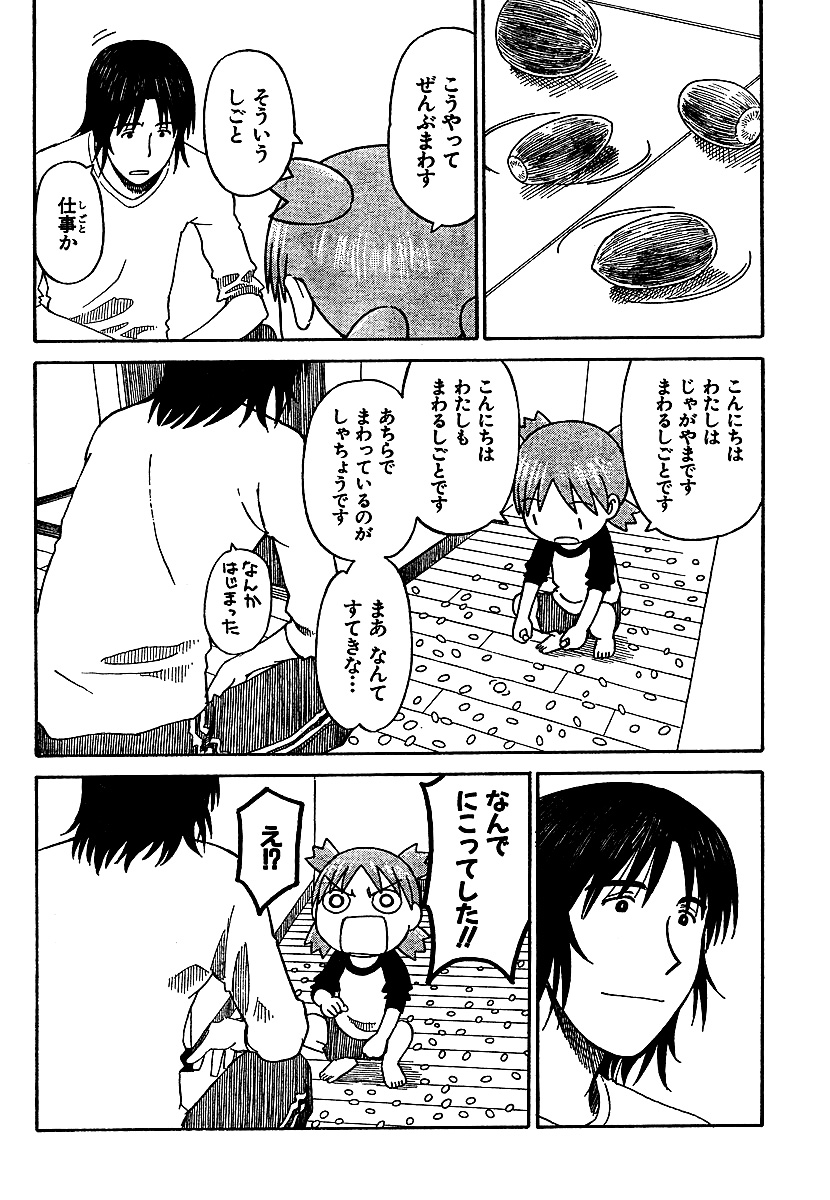 こうやって
ぜんぶまわす
そういう
しごと
仕事か
しごと
こんにちは
わたしは
じゃがやまです
まわるしごとです
こんにちは
わたしも
まわるしごとです
あちらで
まわっているのが
しゃちょうです
まあ なんて
すてきな…
なんか
はじまった
なんで
にこってした!!
え!?